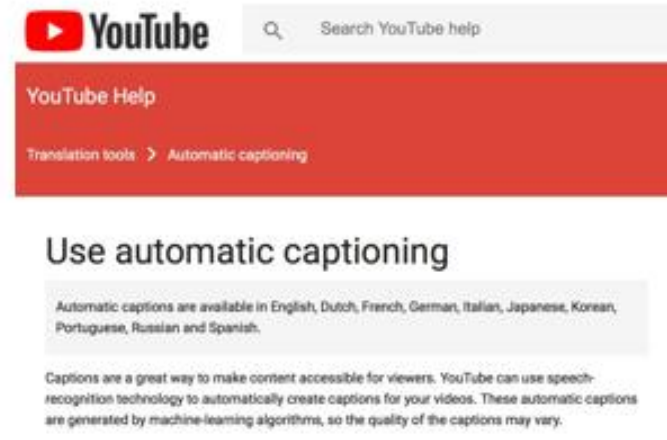 YouTube
Search YouTube help
YouTube Help
Translation tools > Automatic captioning
Use automatic captioning
Automatic captions are available in English, Dutch, French, German, Italian, Japanese, Korean,
Portuguese, Russian and Spanish.
Captions are a great way to make content accessible for viewers. YouTube can use speech-
recognition technology to automatically create captions for your videos. These automatic captions
are generated by machine-learning algorithms, so the quality of the captions may vary.